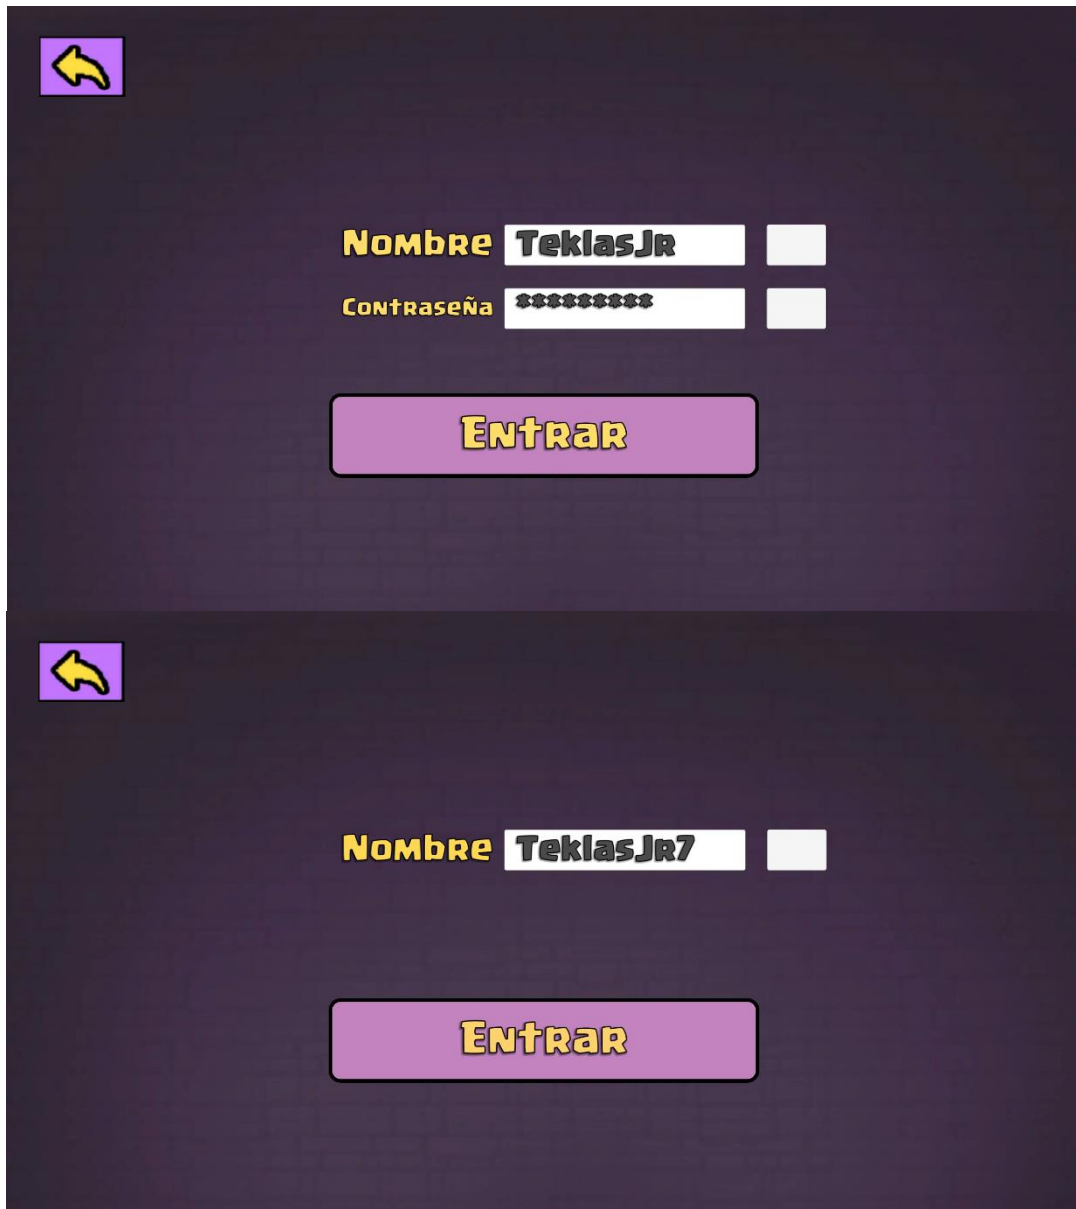 Nombre TeklasJr
Contraseña *********
Entrar
Nombre TeklasJr7
Entrar